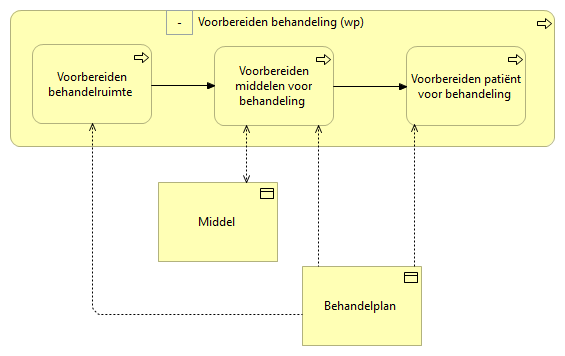 - Voorbereiden behandeling (wp)
Voorbereiden
behandelruimte
Voorbereiden
middelen voor
behandeling
Voorbereiden patiënt
voor behandeling
Middel
Behandelplan